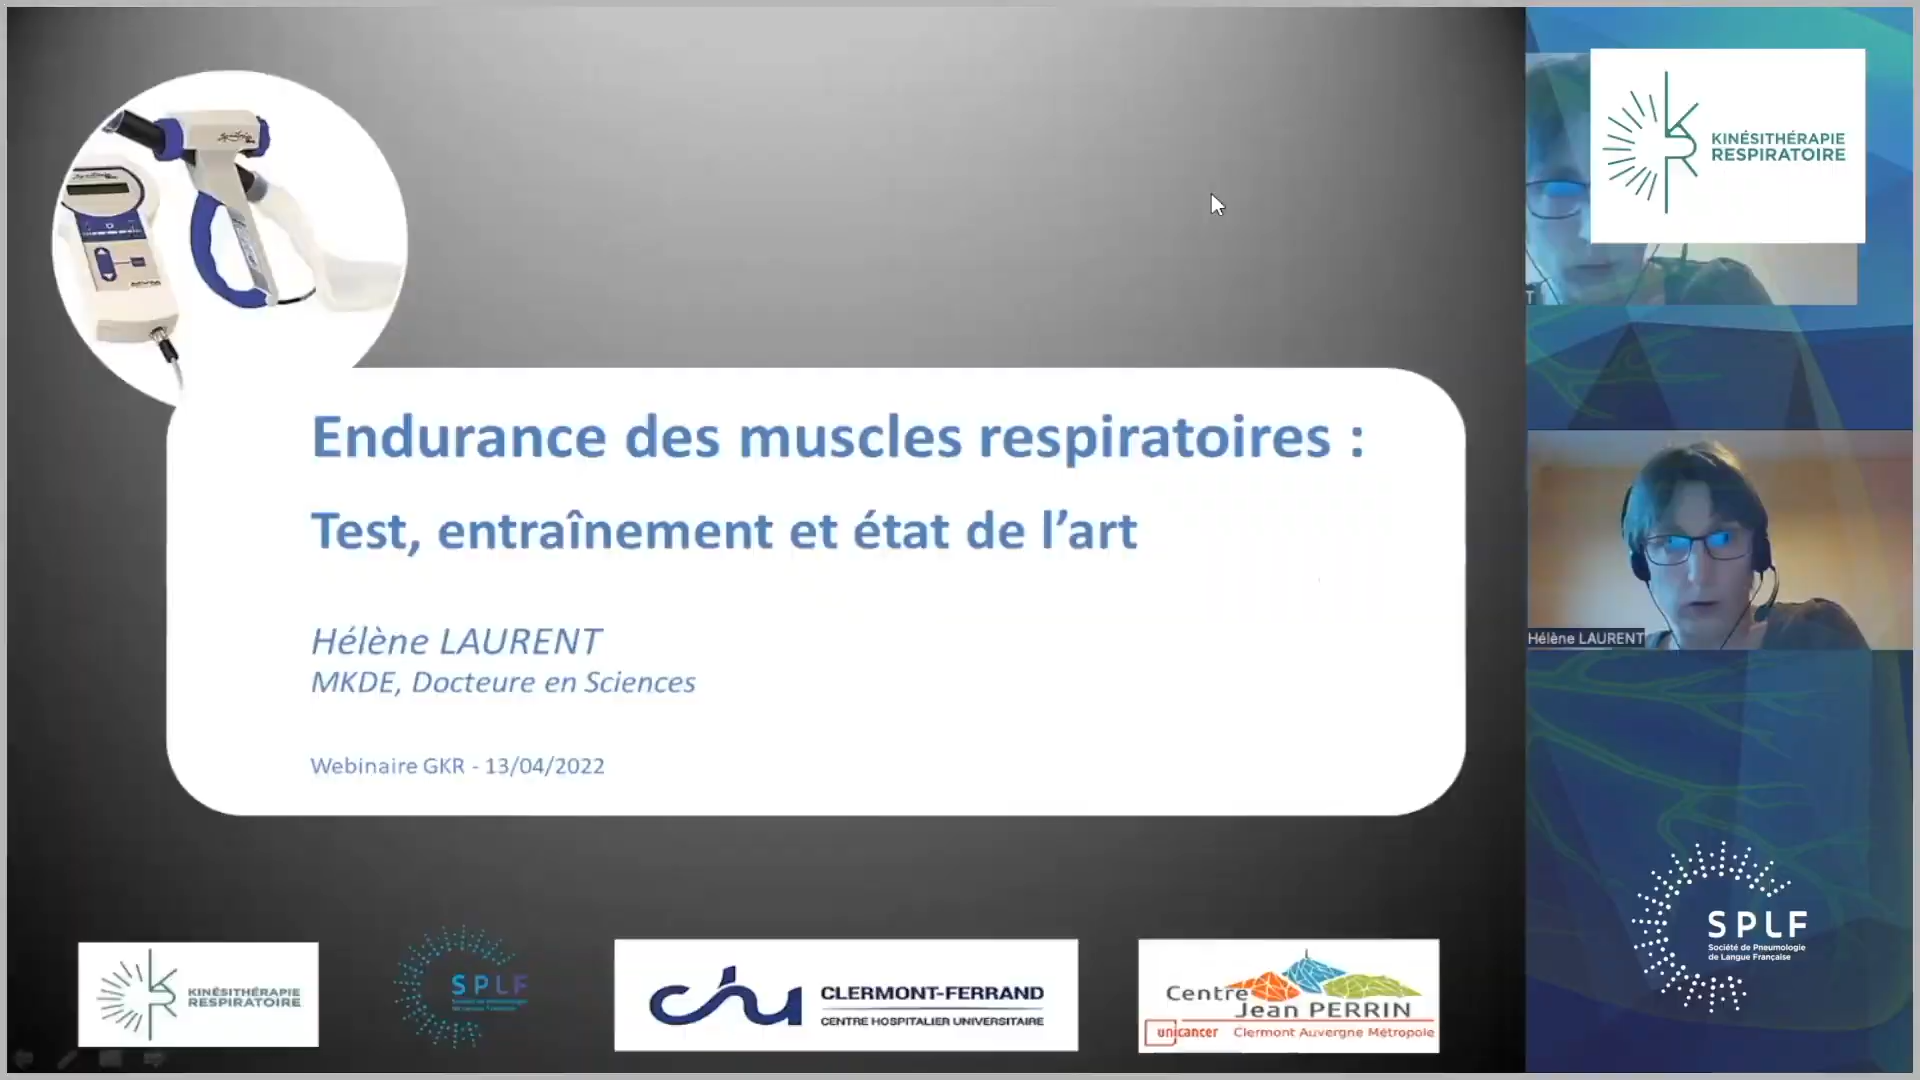 Endurance des muscles respiratoires :
Test, entraînement et état de l’art
Hélène LAURENT
MKDE, Docteure en Sciences
Webinaire GKR - 13/04/2022
KINÉSITHÉRAPIE
RESPIRATOIRE
SPLF
CLERMONT-FERRAND
CENTRE HOSPITALIER UNIVERSITAIRE
Centre
Jean PERRIN
unicancer Clermont Auvergne Métropole
KINÉSITHÉRAPIE
RESPIRATOIRE
T
Hélène LAURENT
SPLF
Société de Pneumologie
de Langue Française